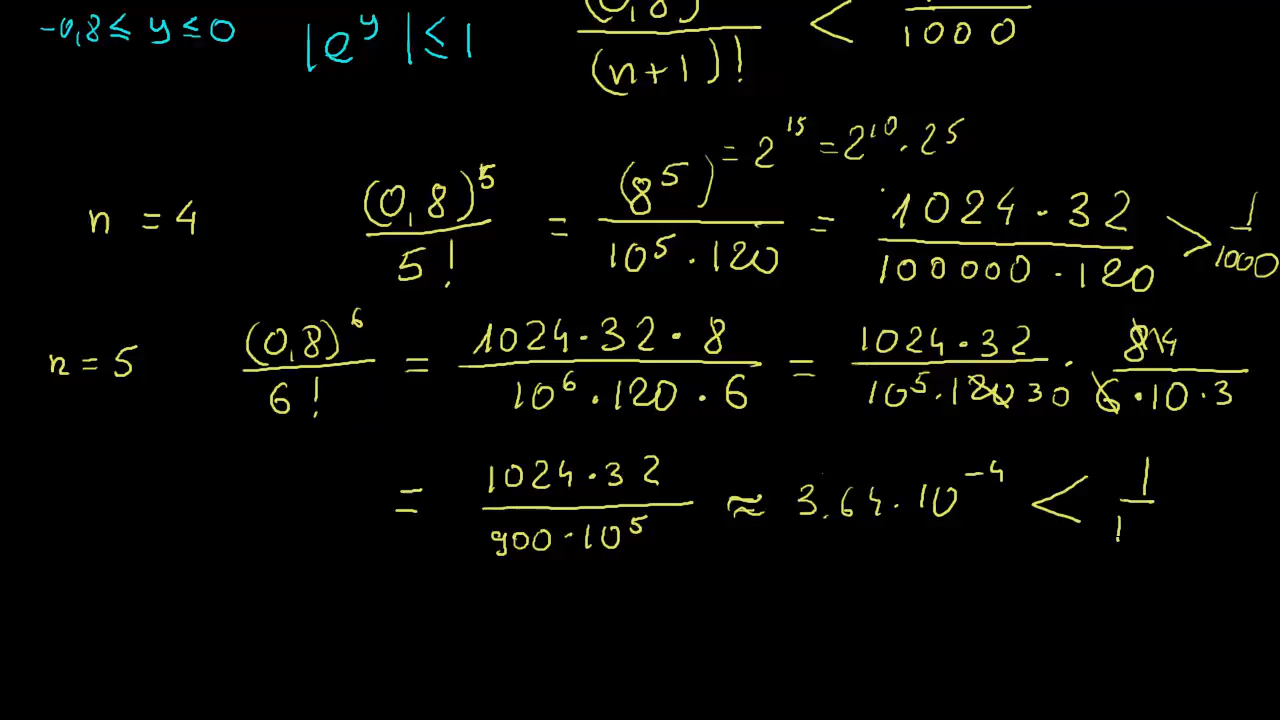 -0,8 ≤ y ≤ 0 |e^y| ≤ 1 (0,8) / (n+1)! < / 1000
n = 4 (0,8)^5 / 5! = (8^5) / 10^5 · 120 = 2^15 = 2^10 · 2^5 = 1024 · 32 / 100000 · 120 > 1 / 1000
n = 5 (0,8)^6 / 6! = 1024 · 32 · 8 / 10^6 · 120 · 6 = 1024 · 32 / 10^5 · 120 30 · 8 4 / 6 · 10 · 3
= 1024 · 32 / 900 · 10^5 ≈ 3.64 · 10^-4 < 1 / 1